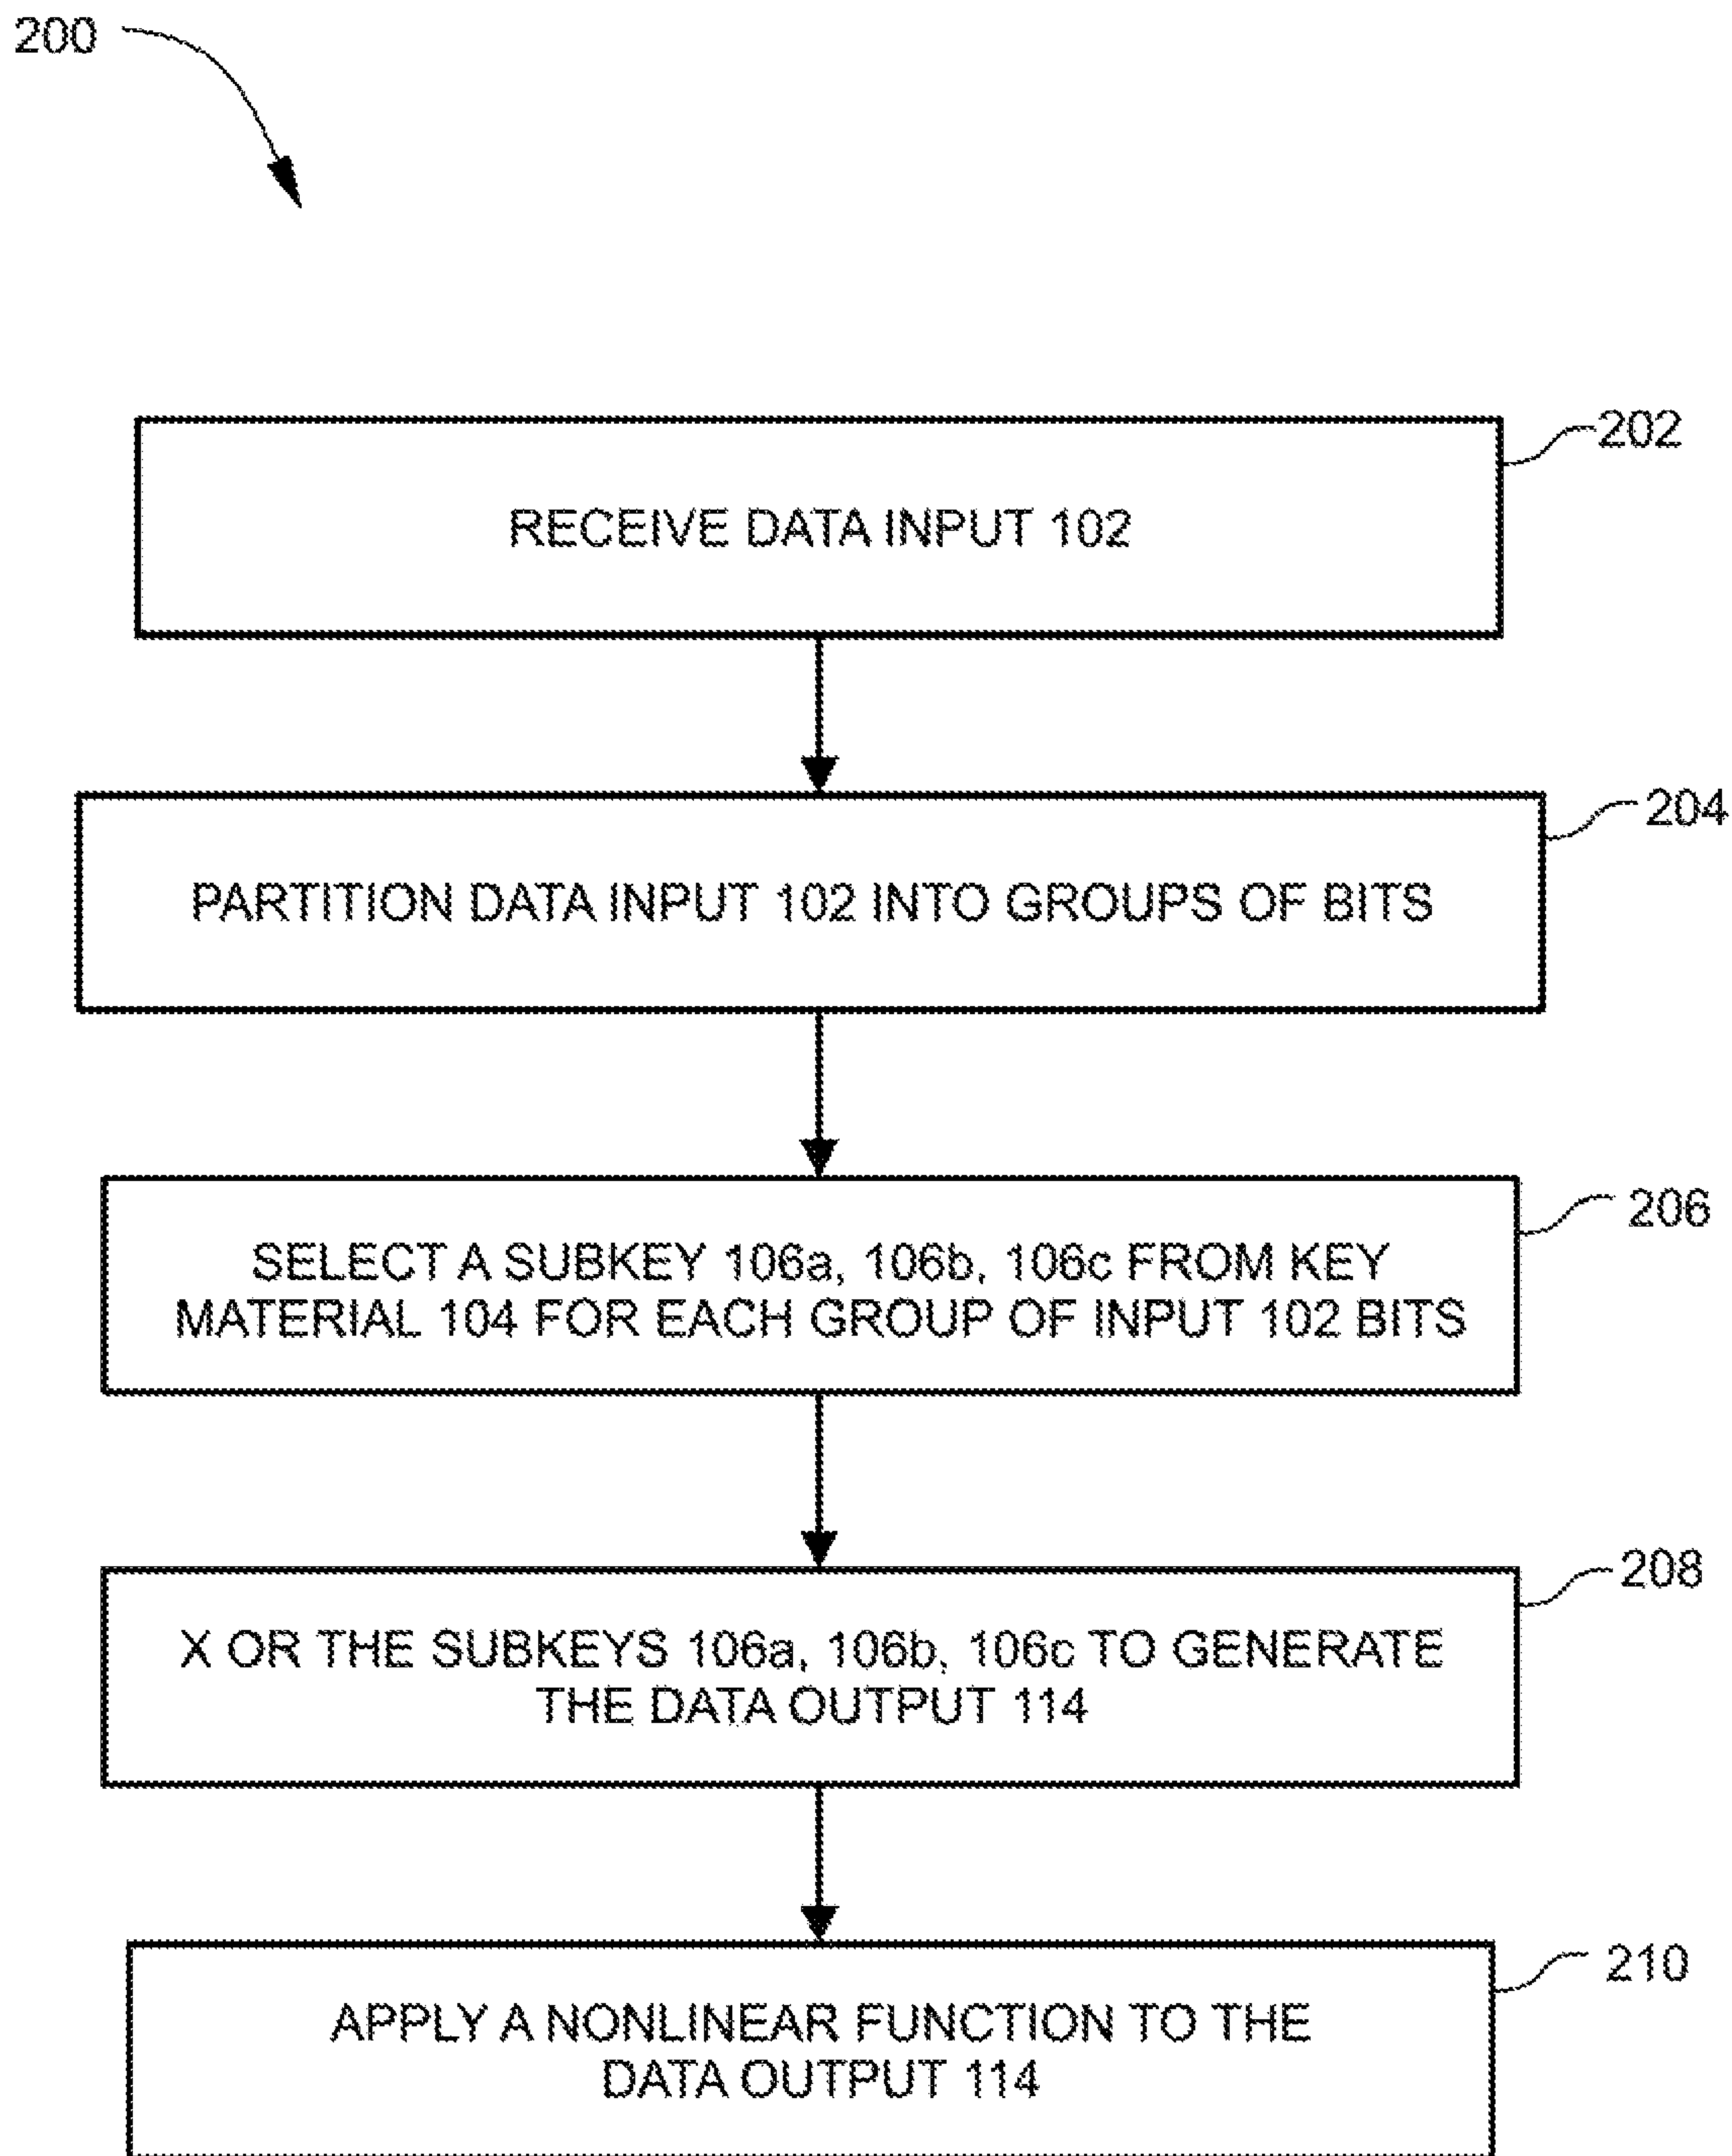 200
202
RECEIVE DATA INPUT 102
204
PARTITION DATA INPUT 102 INTO GROUPS OF BITS
206
SELECT A SUBKEY 106a, 106b, 106c FROM KEY
MATERIAL 104 FOR EACH GROUP OF INPUT 102 BITS
208
X OR THE SUBKEYS 106a, 106b, 106c TO GENERATE
THE DATA OUTPUT 114
210
APPLY A NONLINEAR FUNCTION TO THE
DATA OUTPUT 114